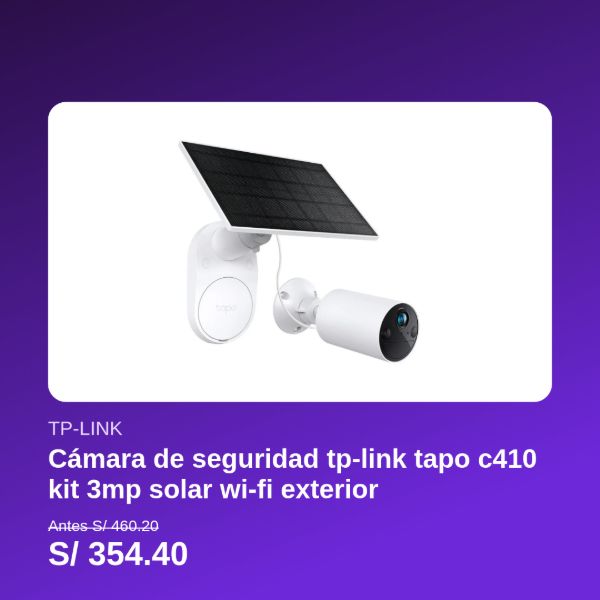 tapo
TP-LINK
Cámara de seguridad tp-link tapo c410
kit 3mp solar wi-fi exterior
Antes S/ 460.20
S/ 354.40